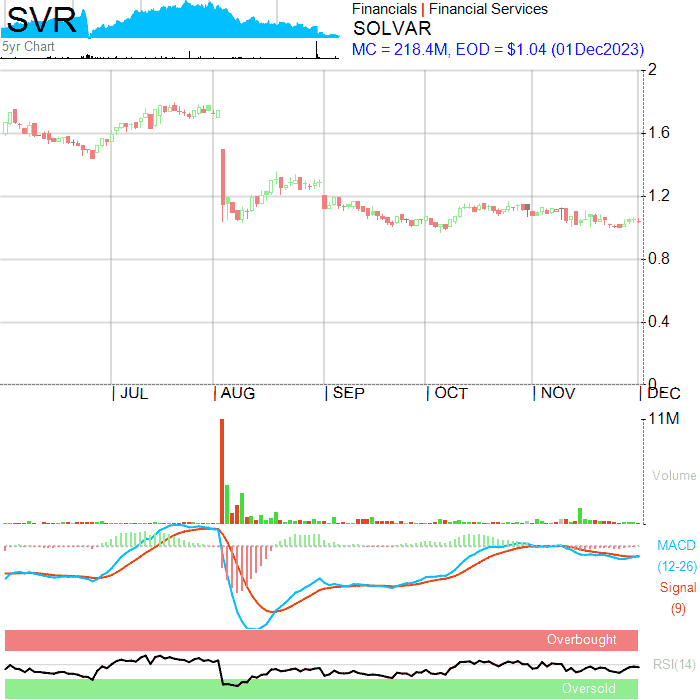 SVR
Financials | Financial Services
SOLVAR
5yr Chart
MC = 218.4M, EOD = $1.04 (01Dec2023)
2
1.6
1.2
0.8
0.4
0
| JUL | AUG | SEP | OCT | NOV | DEC
11M
Volume
MACD
(12-26)
Signal
(9)
Overbought
RSI(14)
Oversold